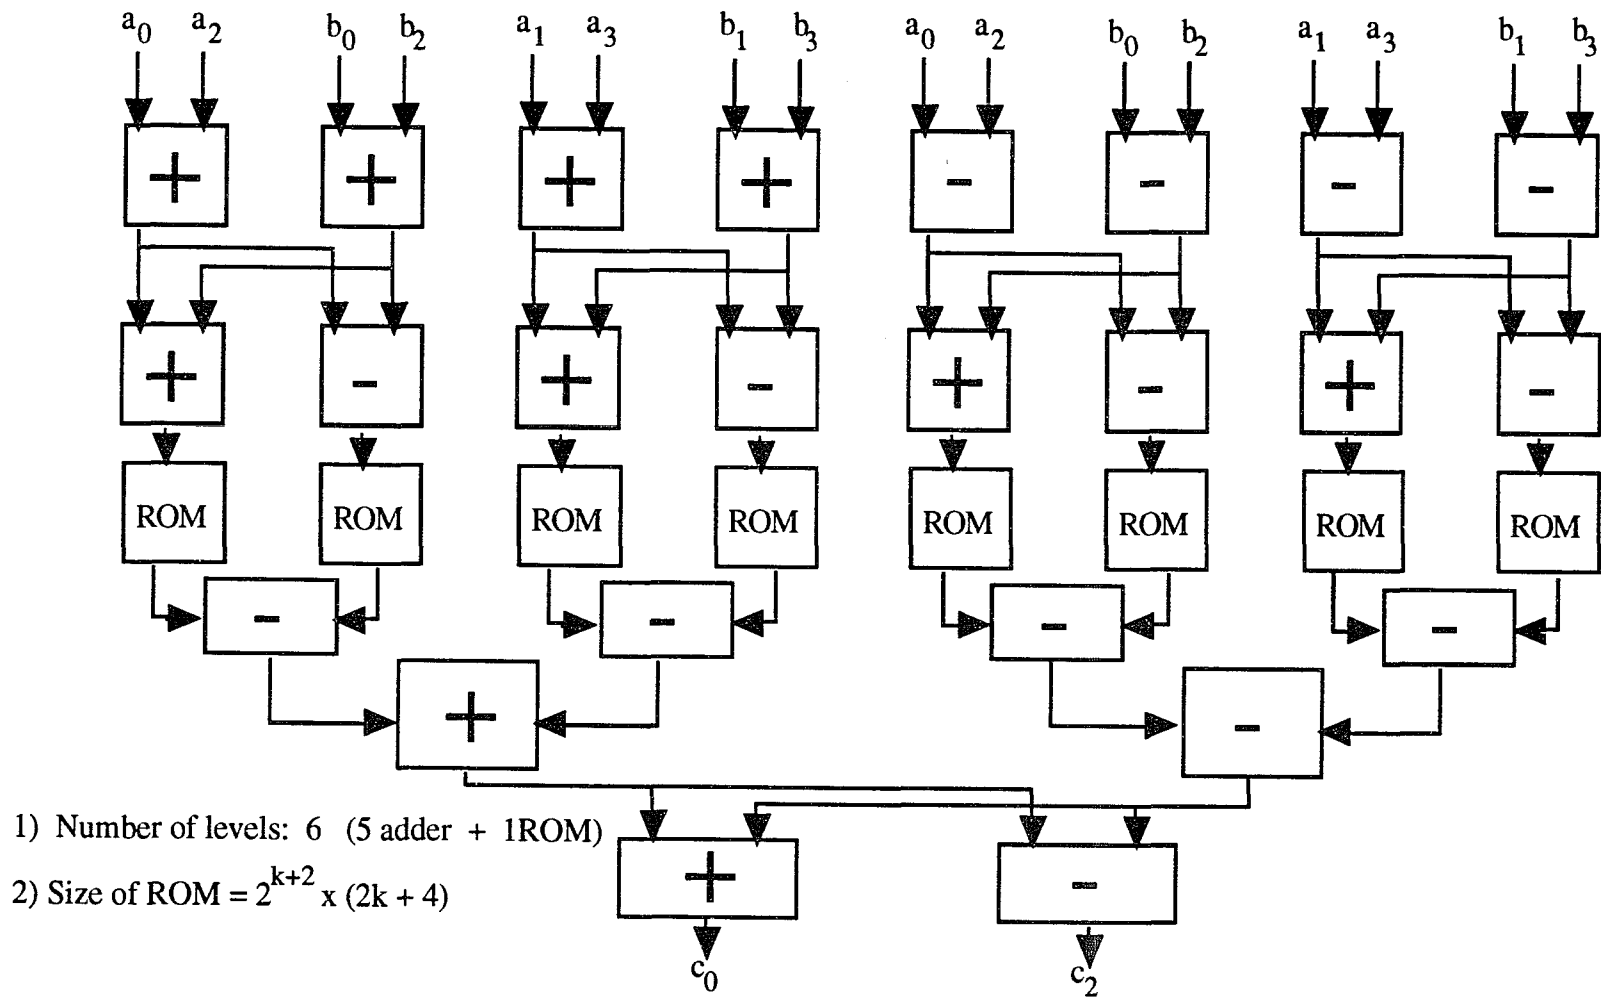 a0 a2 b0 b2 a1 a3 b1 b3 a0 a2 b0 b2 a1 a3 b1 b3
+ + + + - - - -
+ - + - + - + -
ROM ROM ROM ROM ROM ROM ROM ROM
- - - -
+ -
1) Number of levels: 6 (5 adder + 1ROM)
+ -
2) Size of ROM = 2^{k+2} x (2k + 4)
c0 c2